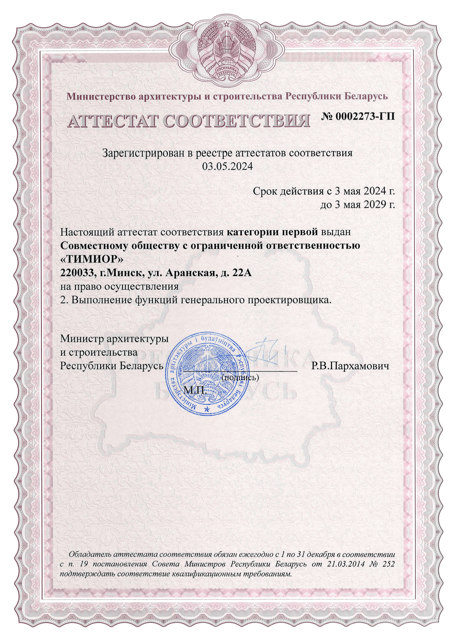 Министерство архитектуры и строительства Республики Беларусь
АТТЕСТАТ СООТВЕТСТВИЯ № 0002273-ГП
Зарегистрирован в реестре аттестатов соответствия
03.05.2024
Срок действия с 3 мая 2024 г.
до 3 мая 2029 г.
Настоящий аттестат соответствия категории первой выдан
Совместному обществу с ограниченной ответственностью
«ТИМИОР»
220033, г.Минск, ул. Аранская, д. 22А
на право осуществления
2. Выполнение функций генерального проектировщика.
Министр архитектуры
и строительства
Республики Беларусь Р.В.Пархамович
(подпись)
М.П.
Обладатель аттестата соответствия обязан ежегодно с 1 по 31 декабря в соответствии
с п. 19 постановления Совета Министров Республики Беларусь от 21.03.2014 № 252
подтверждать соответствие квалификационным требованиям.